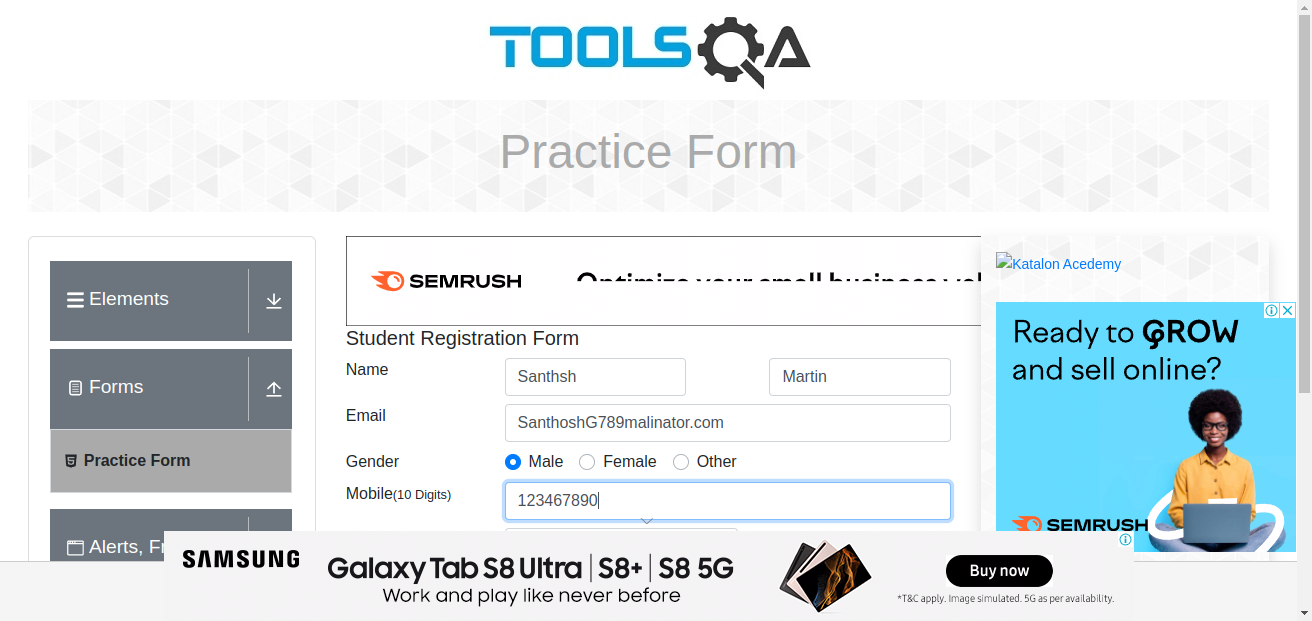 TOOLSQA
Practice Form
Elements
Forms
Practice Form
Alerts, Fr
SEMRUSH
Optimize your small business wel
Student Registration Form
Name
Santhsh
Martin
Email
SanthoshG789malinator.com
Gender
Male
Female
Other
Mobile(10 Digits)
123467890
Katalon Acedemy
Ready to GROW
and sell online?
SEMRUSH
SAMSUNG
Galaxy Tab S8 Ultra | S8+ | S8 5G
Work and play like never before
Buy now
*T&C apply. Image simulated. 5G as per availability.